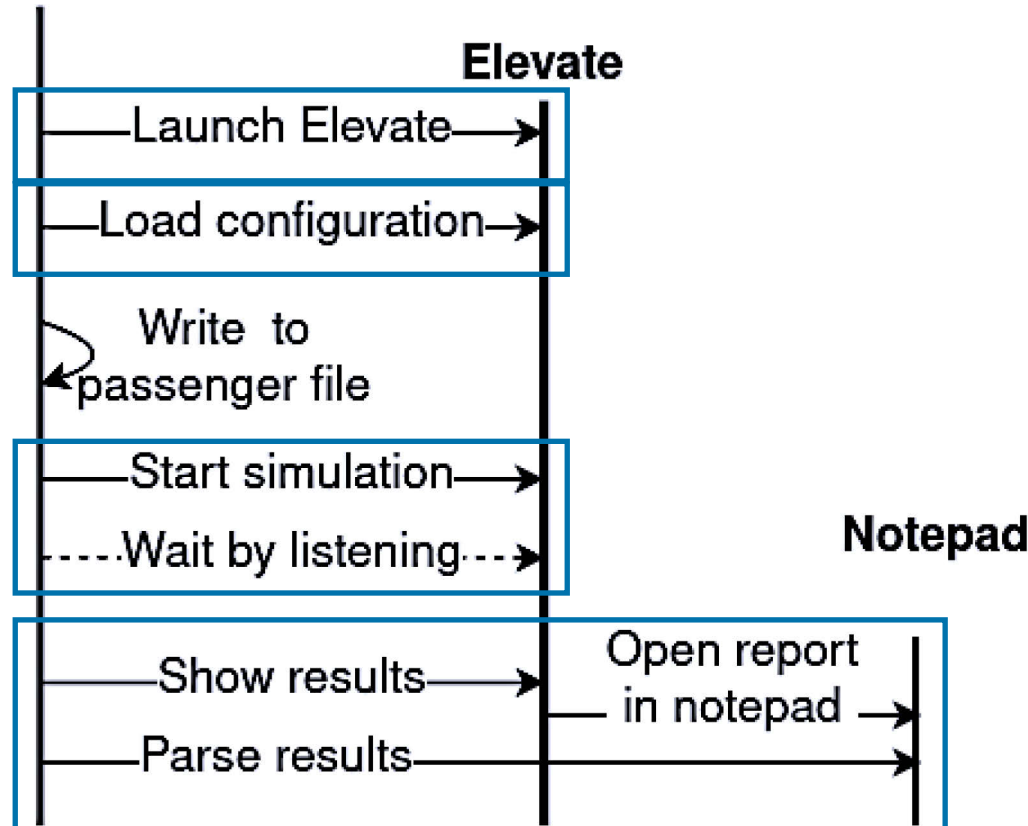 Elevate
Launch Elevate
Load configuration
Write to
passenger file
Start simulation
Wait by listening
Notepad
Show results
Open report
in notepad
Parse results